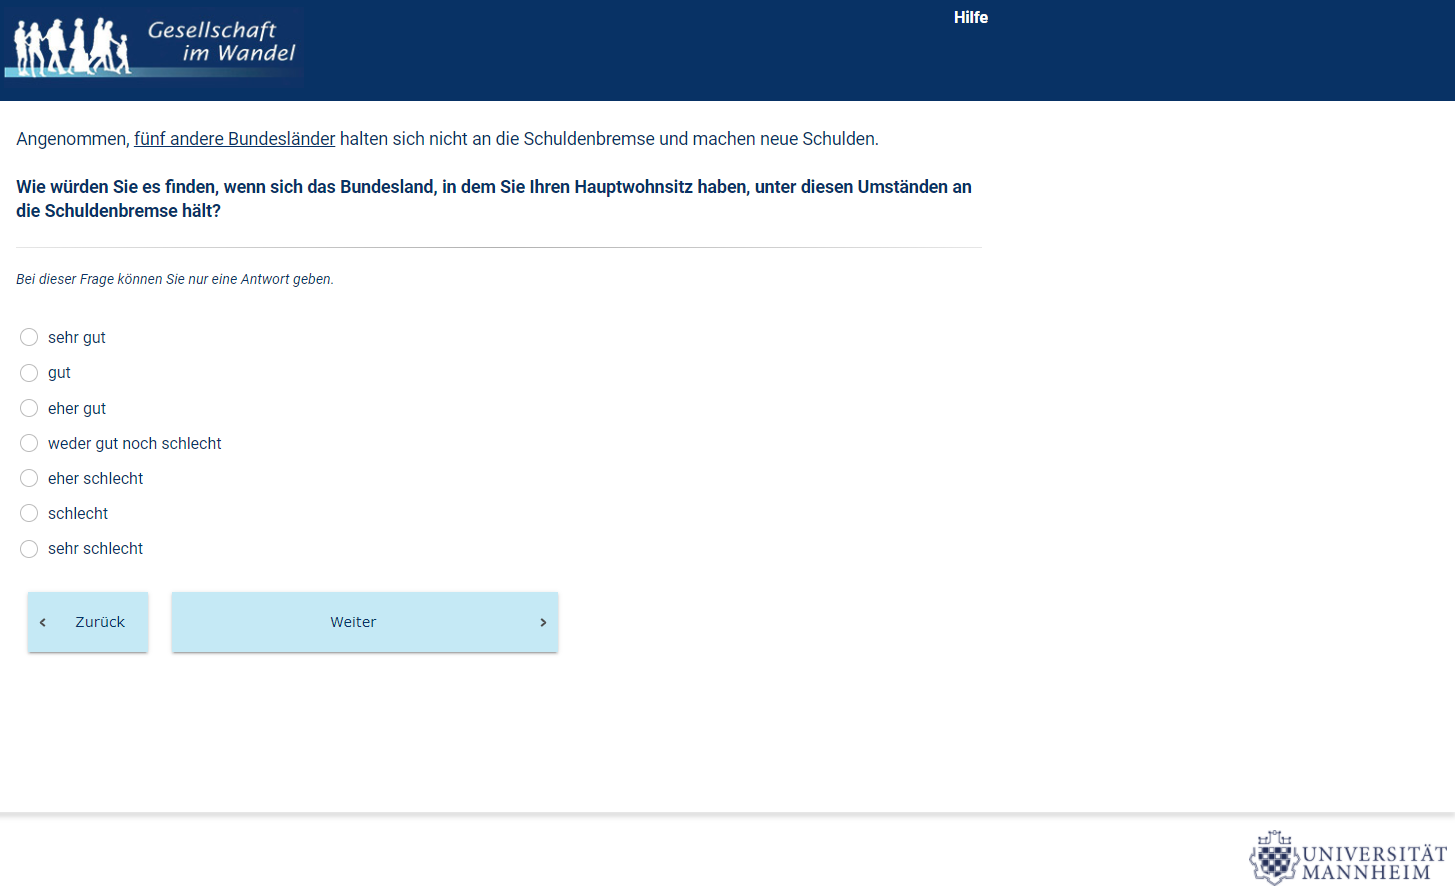 Gesellschaft
im Wandel
Hilfe
Angenommen, fünf andere Bundesländer halten sich nicht an die Schuldenbremse und machen neue Schulden.
Wie würden Sie es finden, wenn sich das Bundesland, in dem Sie Ihren Hauptwohnsitz haben, unter diesen Umständen an
die Schuldenbremse hält?
Bei dieser Frage können Sie nur eine Antwort geben.
sehr gut
gut
eher gut
weder gut noch schlecht
eher schlecht
schlecht
sehr schlecht
‹ Zurück
Weiter ›
UNIVERSITÄT
MANNHEIM